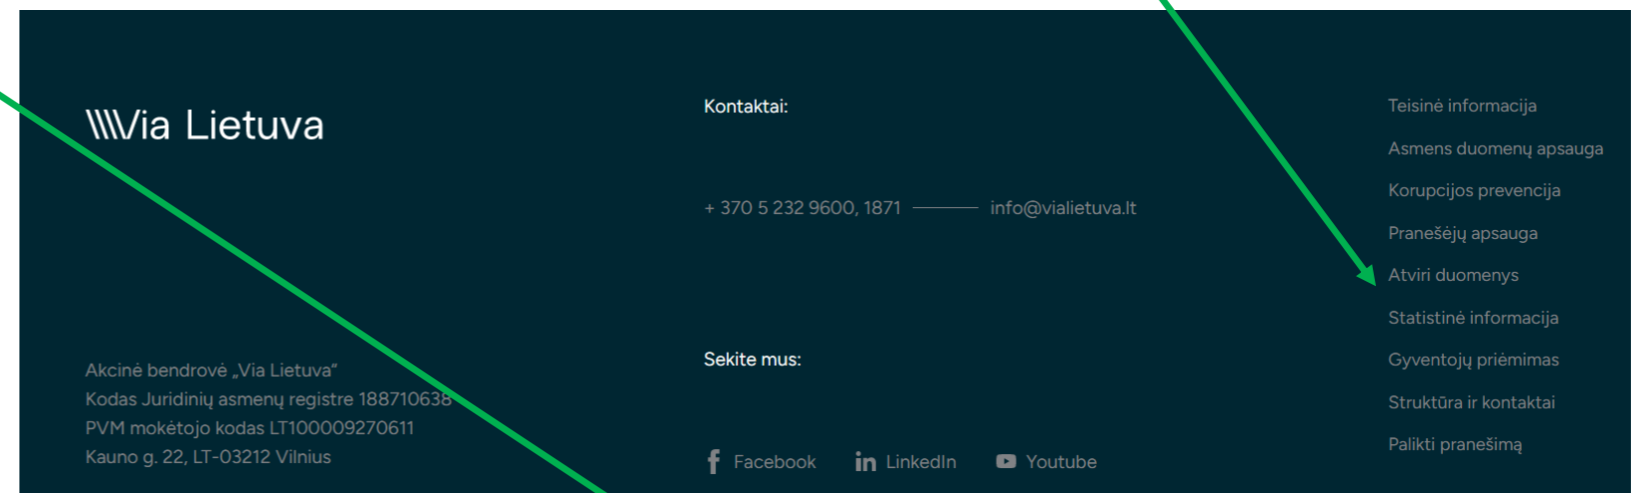 Via Lietuva
Akcinė bendrovė „Via Lietuva“
Kodas Juridinių asmenų registre 188710638
PVM mokėtojo kodas LT100009270611
Kauno g. 22, LT-03212 Vilnius
Kontaktai:
+ 370 5 232 9600, 1871 info@vialietuva.lt
Sekite mus:
Facebook LinkedIn Youtube
Teisinė informacija
Asmens duomenų apsauga
Korupcijos prevencija
Pranešėjų apsauga
Atviri duomenys
Statistinė informacija
Gyventojų priėmimas
Struktūra ir kontaktai
Palikti pranešimą